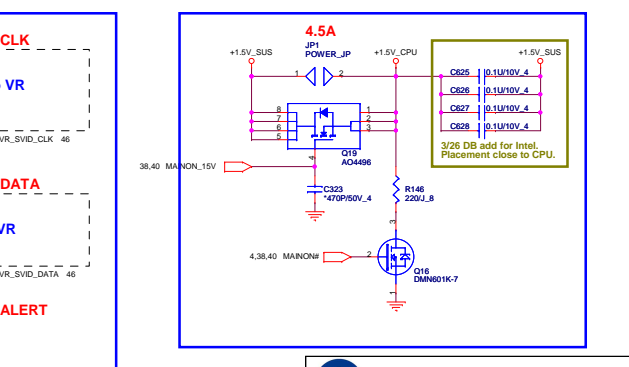 CLK
VR
VR_SVID_CLK 46
DATA
VR
VR_SVID_DATA 46
ALERT
4.5A
JP1
POWER_JP
+1.5V_SUS
+1.5V_CPU
+1.5V_SUS
1
2
C625
0.1U/10V_4
C626
0.1U/10V_4
C627
0.1U/10V_4
C628
0.1U/10V_4
3/26 DB add for Intel.
Placement close to CPU.
8
7
6
5
1
2
3
4
Q19
AO4496
38,40 MAINON_15V
C323
*470P/50V_4
R146
220/J_8
3
4,38,40 MAINON#
2
Q16
DMN601K-7
1